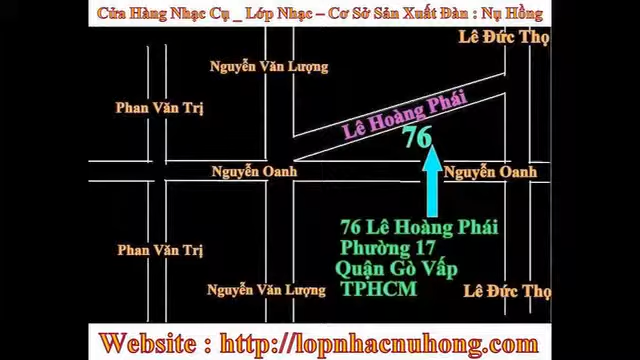 Cửa Hàng Nhạc Cụ _ Lớp Nhạc – Cơ Sở Sản Xuất Đàn : Nụ Hồng
Lê Đức Thọ
Nguyễn Văn Lượng
Phan Văn Trị
Lê Hoàng Phái
76
Nguyễn Oanh
Nguyễn Oanh
76 Lê Hoàng Phái
Phường 17
Phan Văn Trị
Quận Gò Vấp
Nguyễn Văn Lượng
TPHCM
Lê Đức Thọ
Website : http://lopnhacnuhong.com